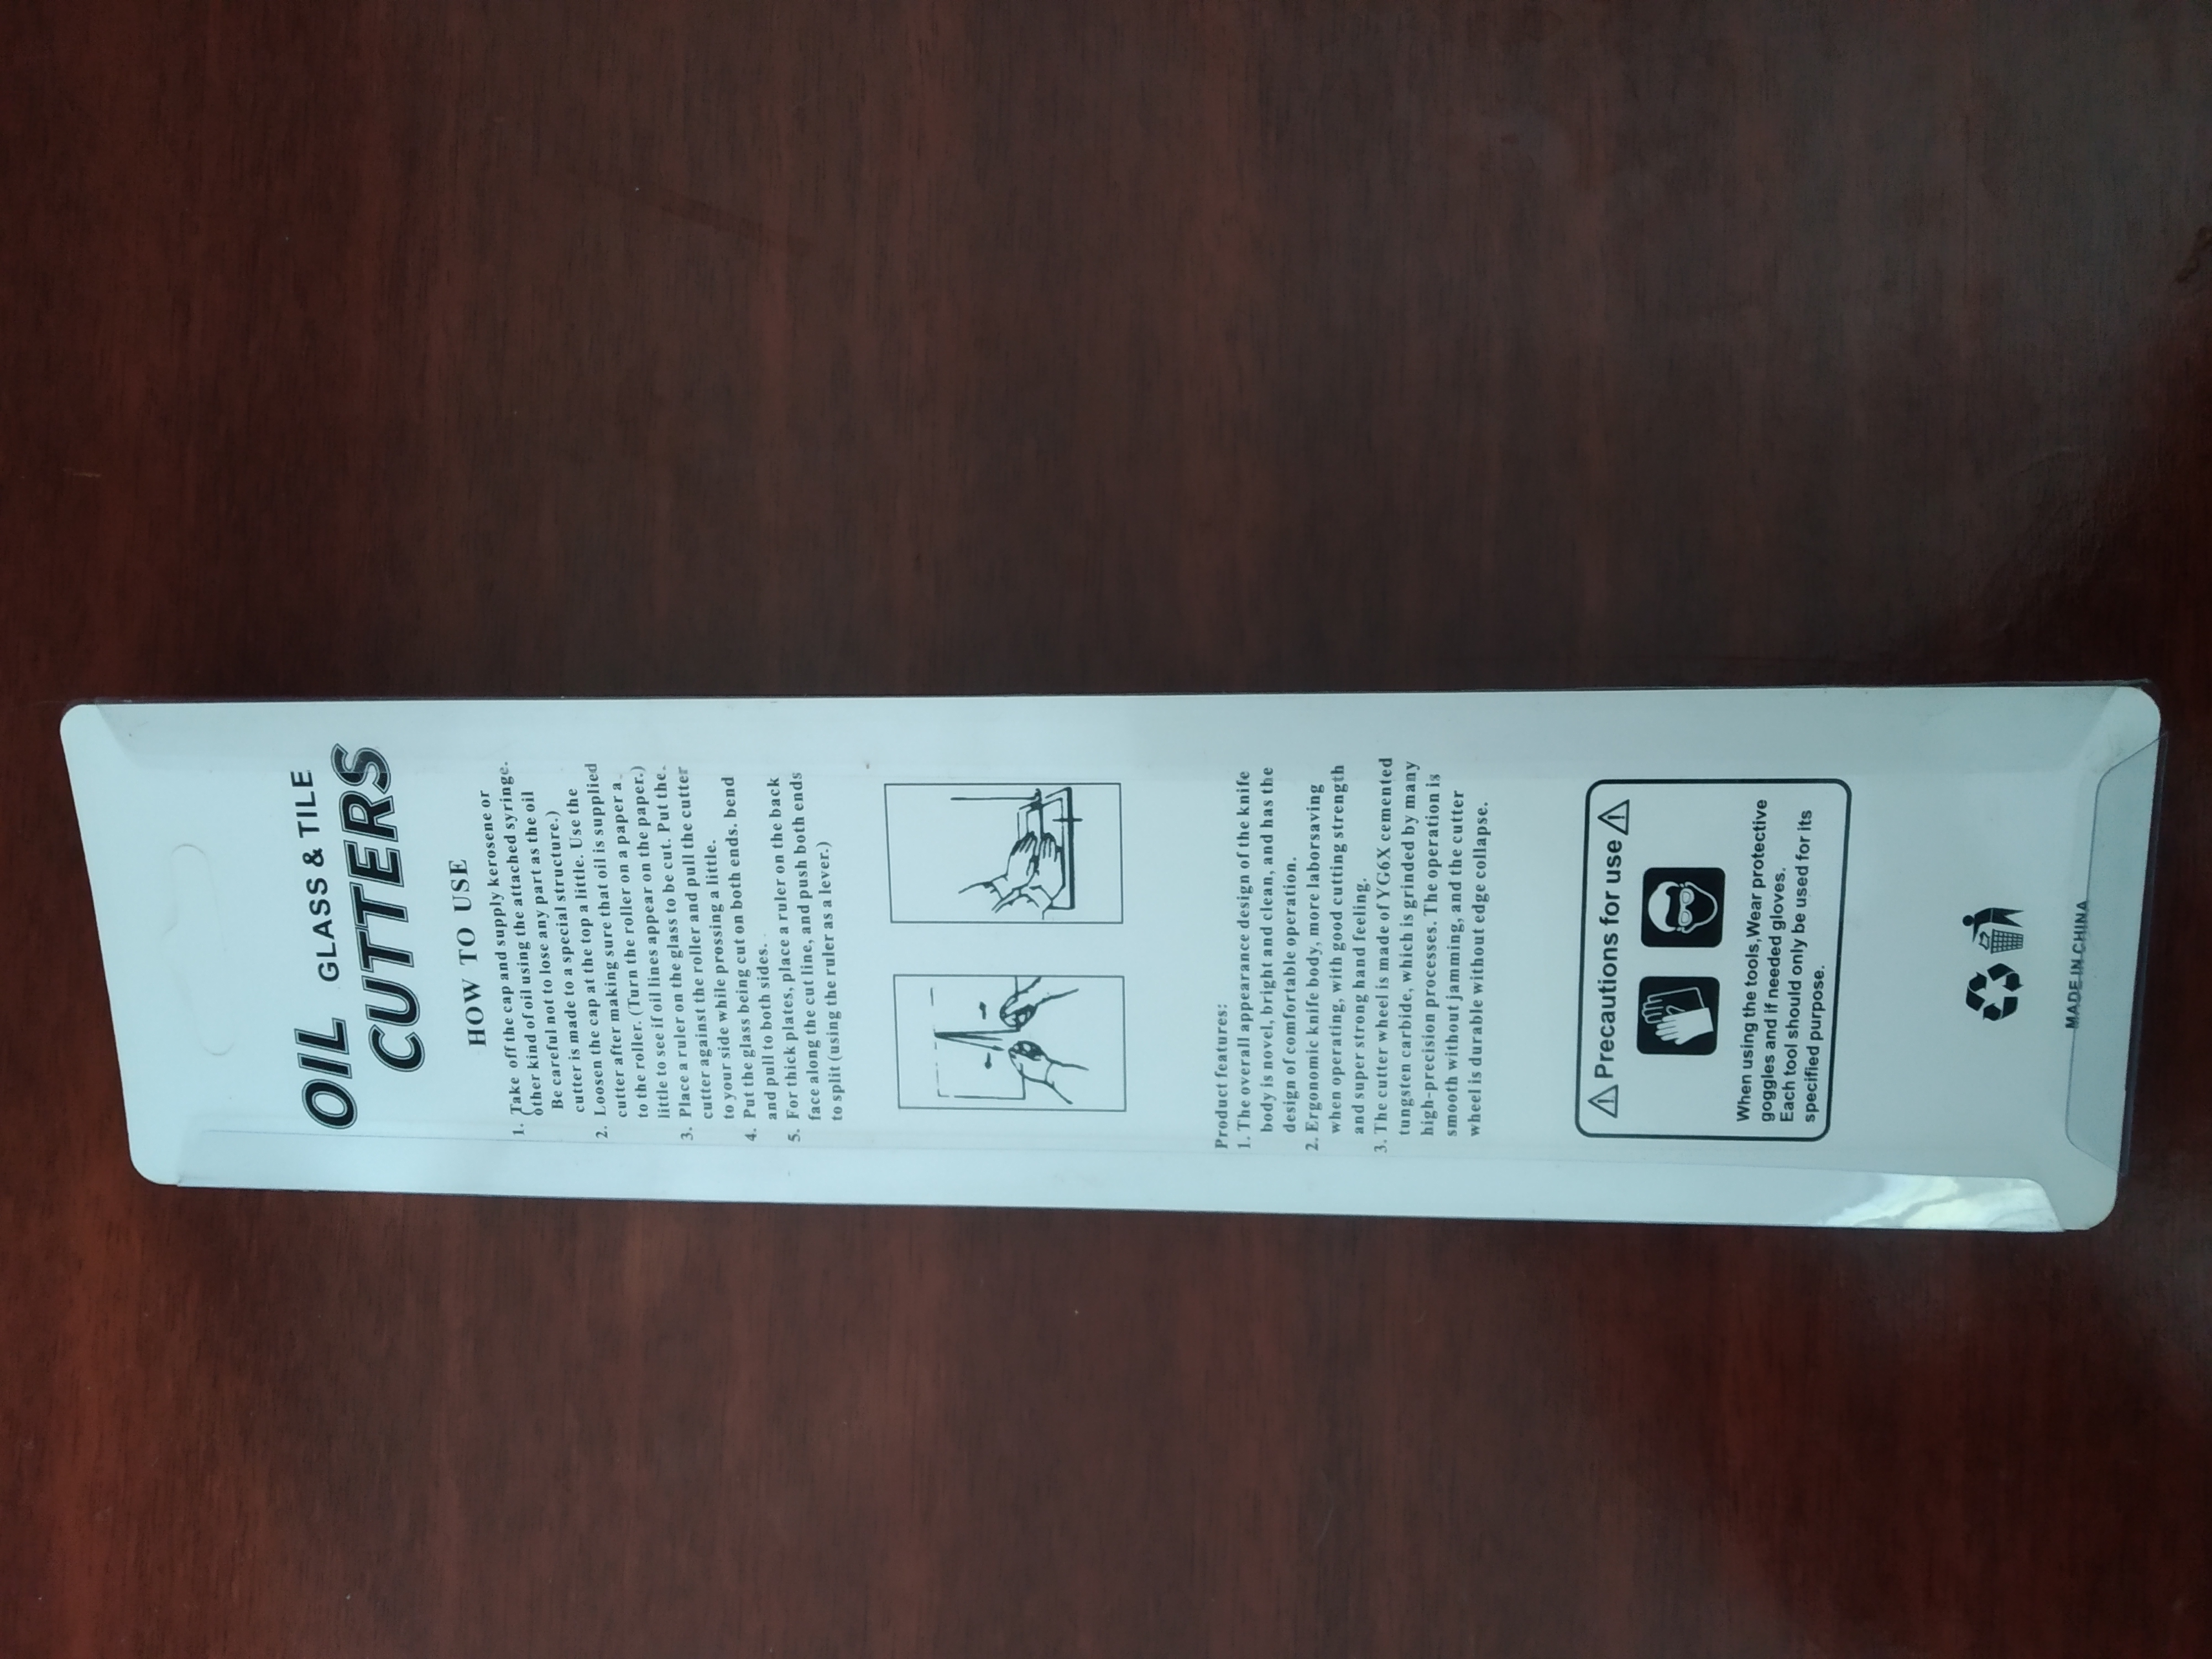 OIL GLASS & TILE
CUTTERS
HOW TO USE
1. Take off the cap and supply kerosene or
other kind of oil using the attached syringe.
(Be careful not to lose any part as the oil
cutter is made to a special structure.)
2. Loosen the cap at the top a little. Use the
cutter after making sure that oil is supplied
to the roller. (Turn the roller on a paper a
little to see if oil lines appear on the paper.)
3. Place a ruler on the glass to be cut. Put the
cutter against the roller and pull the cutter
to your side while prossing a little.
4. Put the glass being cut on both ends. bend
and pull to both sides.
5. For thick plates, place a ruler on the back
face along the cut line, and push both ends
to split (using the ruler as a lever.)
Product features:
1. The overall appearance design of the knife
body is novel, bright and clean, and has the
design of comfortable operation.
2. Ergonomic knife body, more laborsaving
when operating, with good cutting strength
and super strong hand feeling.
3. The cutter wheel is made of YG6X cemented
tungsten carbide, which is grinded by many
high-precision processes. The operation is
smooth without jamming, and the cutter
wheel is durable without edge collapse.
Precautions for use
When using the tools,Wear protective
goggles and if needed gloves.
Each tool should only be used for its
specified purpose.
MADE IN CHINA